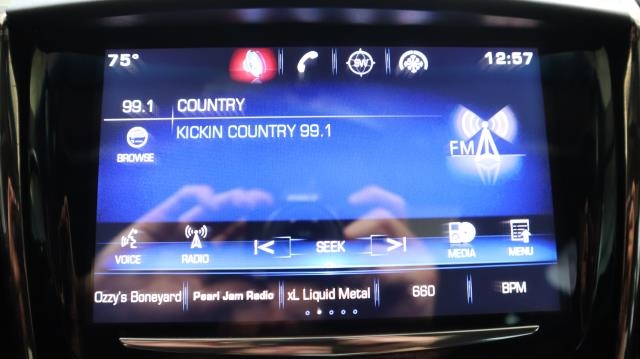 75° SW 12:57
99.1 COUNTRY
KICKIN COUNTRY 99.1
FM
BROWSE
VOICE RADIO SEEK MEDIA MENU
Ozzy's Boneyard Pearl Jam Radio xL Liquid Metal 660 BPM